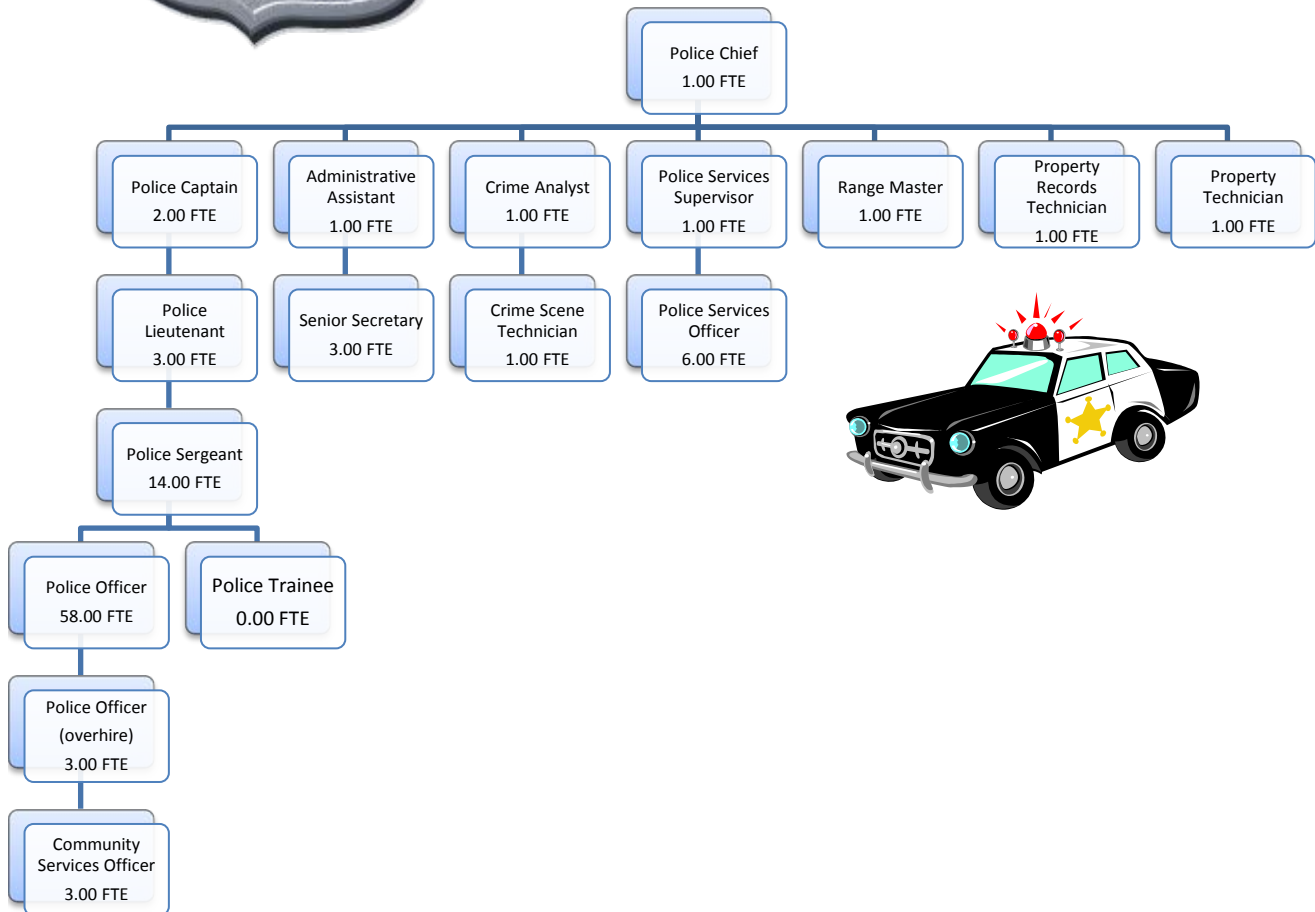 Police Chief
1.00 FTE
Police Captain
2.00 FTE
Administrative
Assistant
1.00 FTE
Crime Analyst
1.00 FTE
Police Services
Supervisor
1.00 FTE
Range Master
1.00 FTE
Property
Records
Technician
1.00 FTE
Property
Technician
1.00 FTE
Police
Lieutenant
3.00 FTE
Senior Secretary
3.00 FTE
Crime Scene
Technician
1.00 FTE
Police Services
Officer
6.00 FTE
Police Sergeant
14.00 FTE
Police Officer
58.00 FTE
Police Trainee
0.00 FTE
Police Officer
(overhire)
3.00 FTE
Community
Services Officer
3.00 FTE